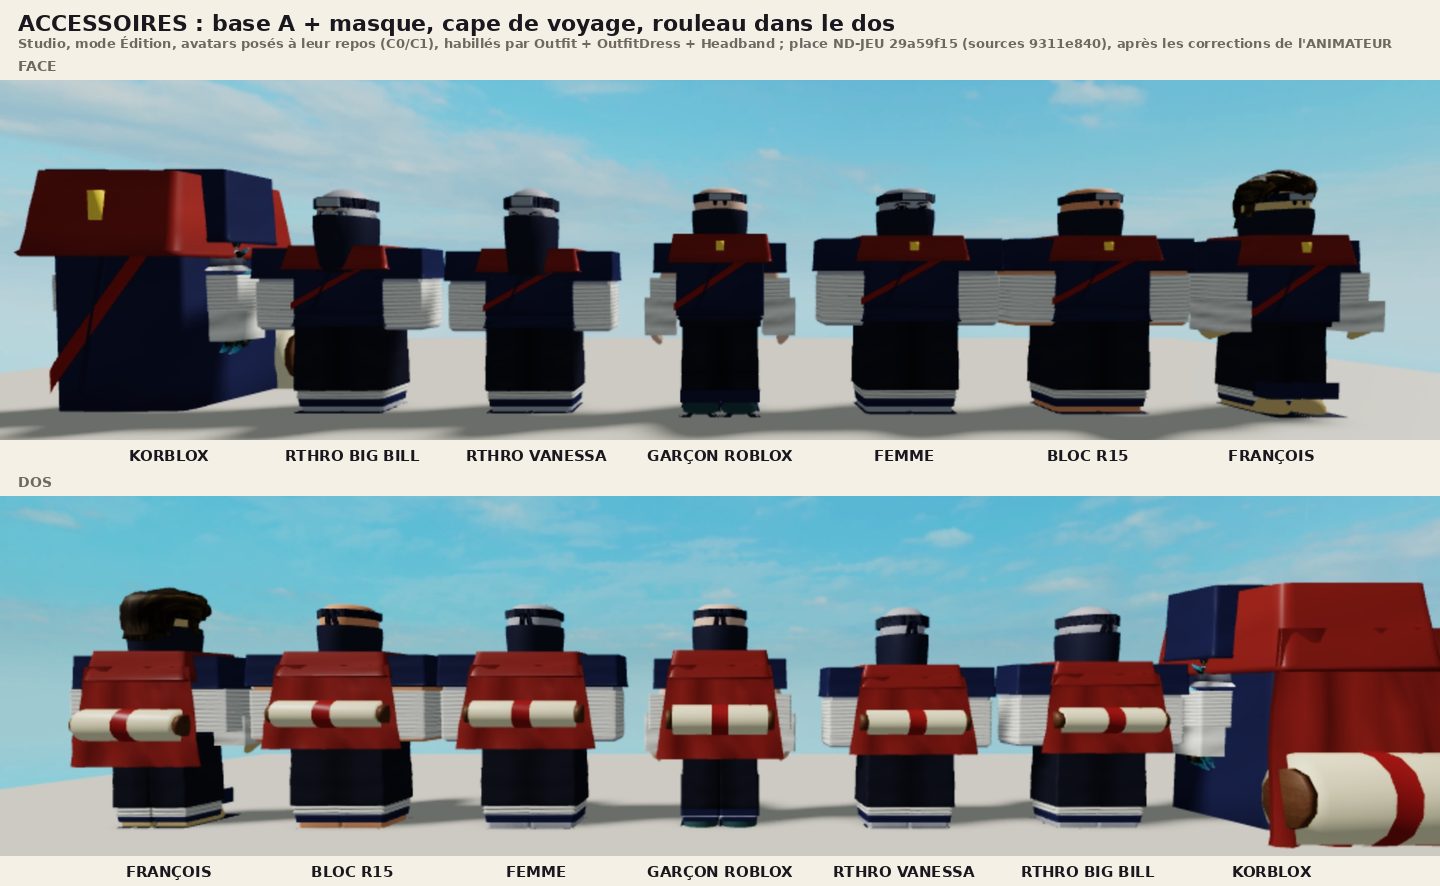 ACCESSOIRES : base A + masque, cape de voyage, rouleau dans le dos
Studio, mode Édition, avatars posés à leur repos (C0/C1), habillés par Outfit + OutfitDress + Headband ; place ND-JEU 29a59f15 (sources 9311e840), après les corrections de l'ANIMATEUR
FACE
KORBLOX RTHRO BIG BILL RTHRO VANESSA GARÇON ROBLOX FEMME BLOC R15 FRANÇOIS
DOS
FRANÇOIS BLOC R15 FEMME GARÇON ROBLOX RTHRO VANESSA RTHRO BIG BILL KORBLOX